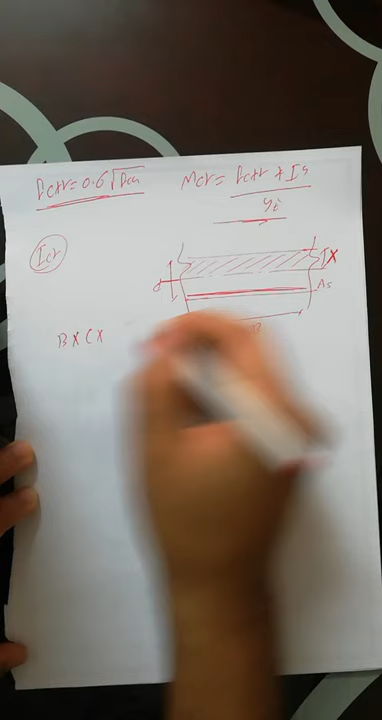 Fctr = 0.6 √Fcu
Mcr = Fctr * Ig
yt
Icr
X
d
As
B
B x C x